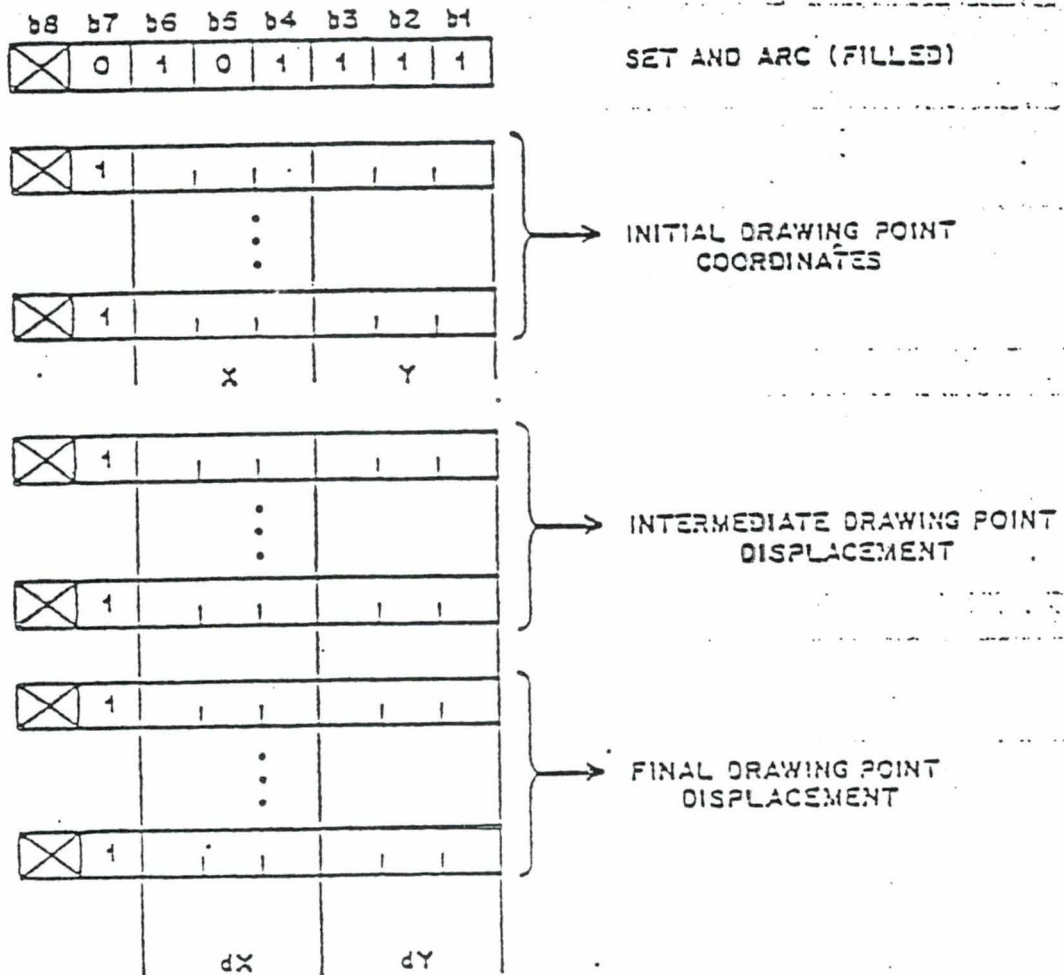 b8 b7 b6 b5 b4 b3 b2 b1
0 1 0 1 1 1 1
SET AND ARC (FILLED)
1
INITIAL DRAWING POINT
COORDINATES
1
X Y
1
INTERMEDIATE DRAWING POINT
DISPLACEMENT
1
1
FINAL DRAWING POINT
DISPLACEMENT
1
dX dY